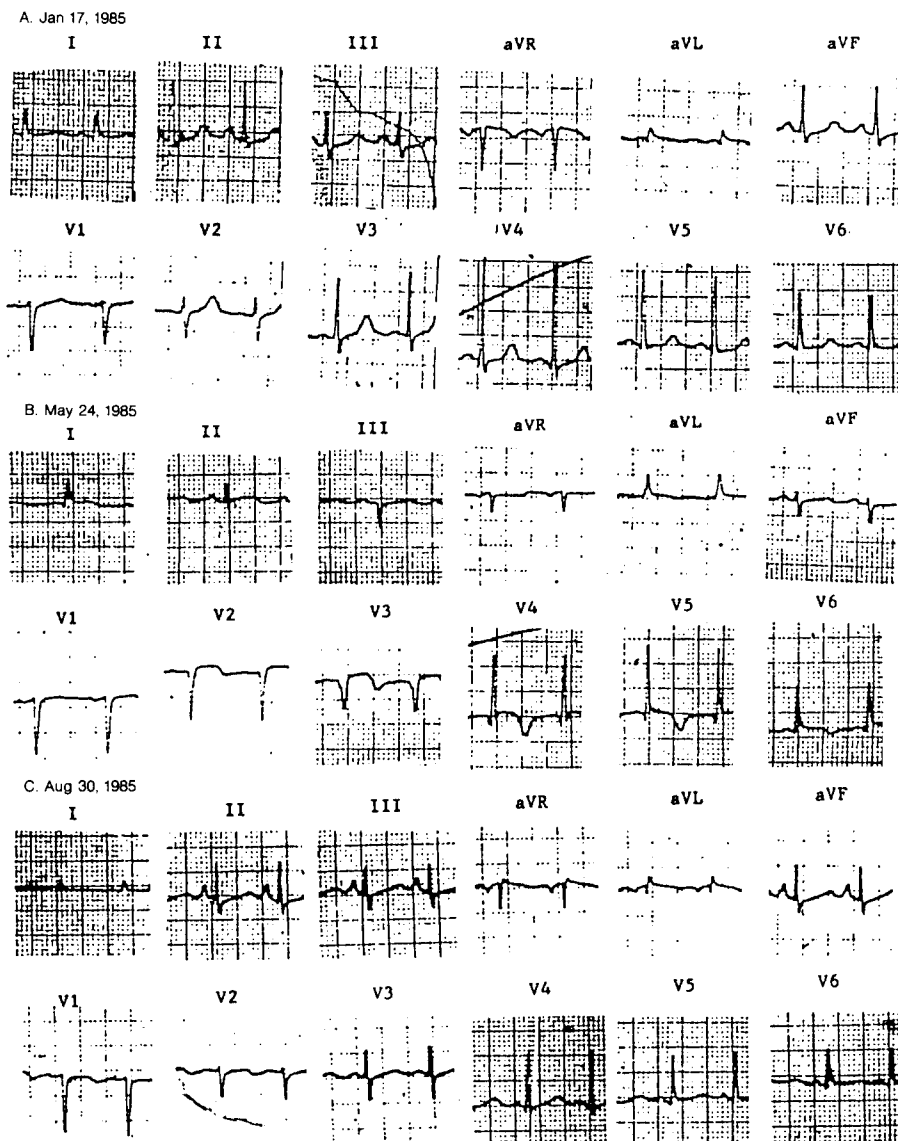 A. Jan 17, 1985
I II III aVR aVL aVF
V1 V2 V3 V4 V5 V6
B. May 24, 1985
I II III aVR aVL aVF
V1 V2 V3 V4 V5 V6
C. Aug 30, 1985
I II III aVR aVL aVF
V1 V2 V3 V4 V5 V6